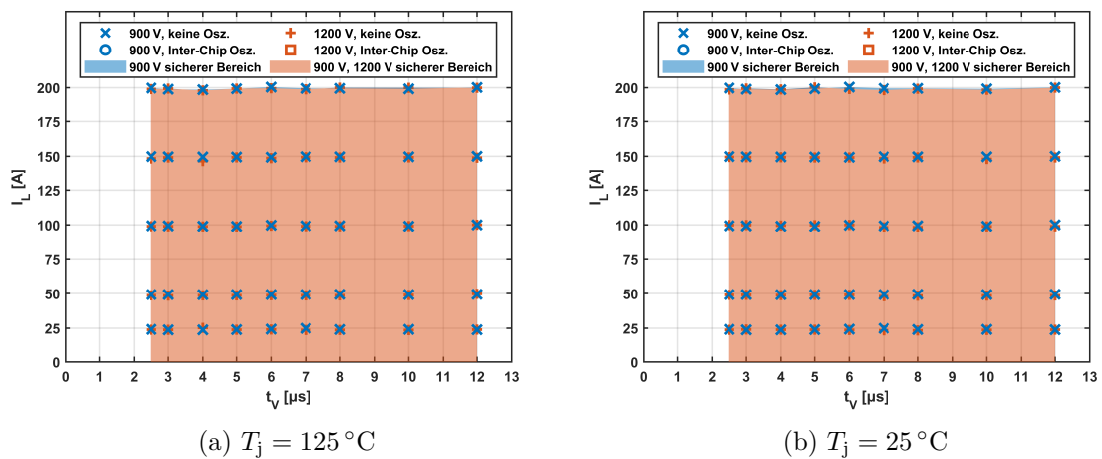 900 V, keine Osz. 1200 V, keine Osz.
900 V, Inter-Chip Osz. 1200 V, Inter-Chip Osz.
900 V sicherer Bereich 900 V, 1200 V sicherer Bereich
200
175
150
125
100
75
50
25
0
I_L [A]
0 1 2 3 4 5 6 7 8 9 10 11 12 13
t_V [µs]
(a) T_j = 125 °C
900 V, keine Osz. 1200 V, keine Osz.
900 V, Inter-Chip Osz. 1200 V, Inter-Chip Osz.
900 V sicherer Bereich 900 V, 1200 V sicherer Bereich
200
175
150
125
100
75
50
25
0
I_L [A]
0 1 2 3 4 5 6 7 8 9 10 11 12 13
t_V [µs]
(b) T_j = 25 °C